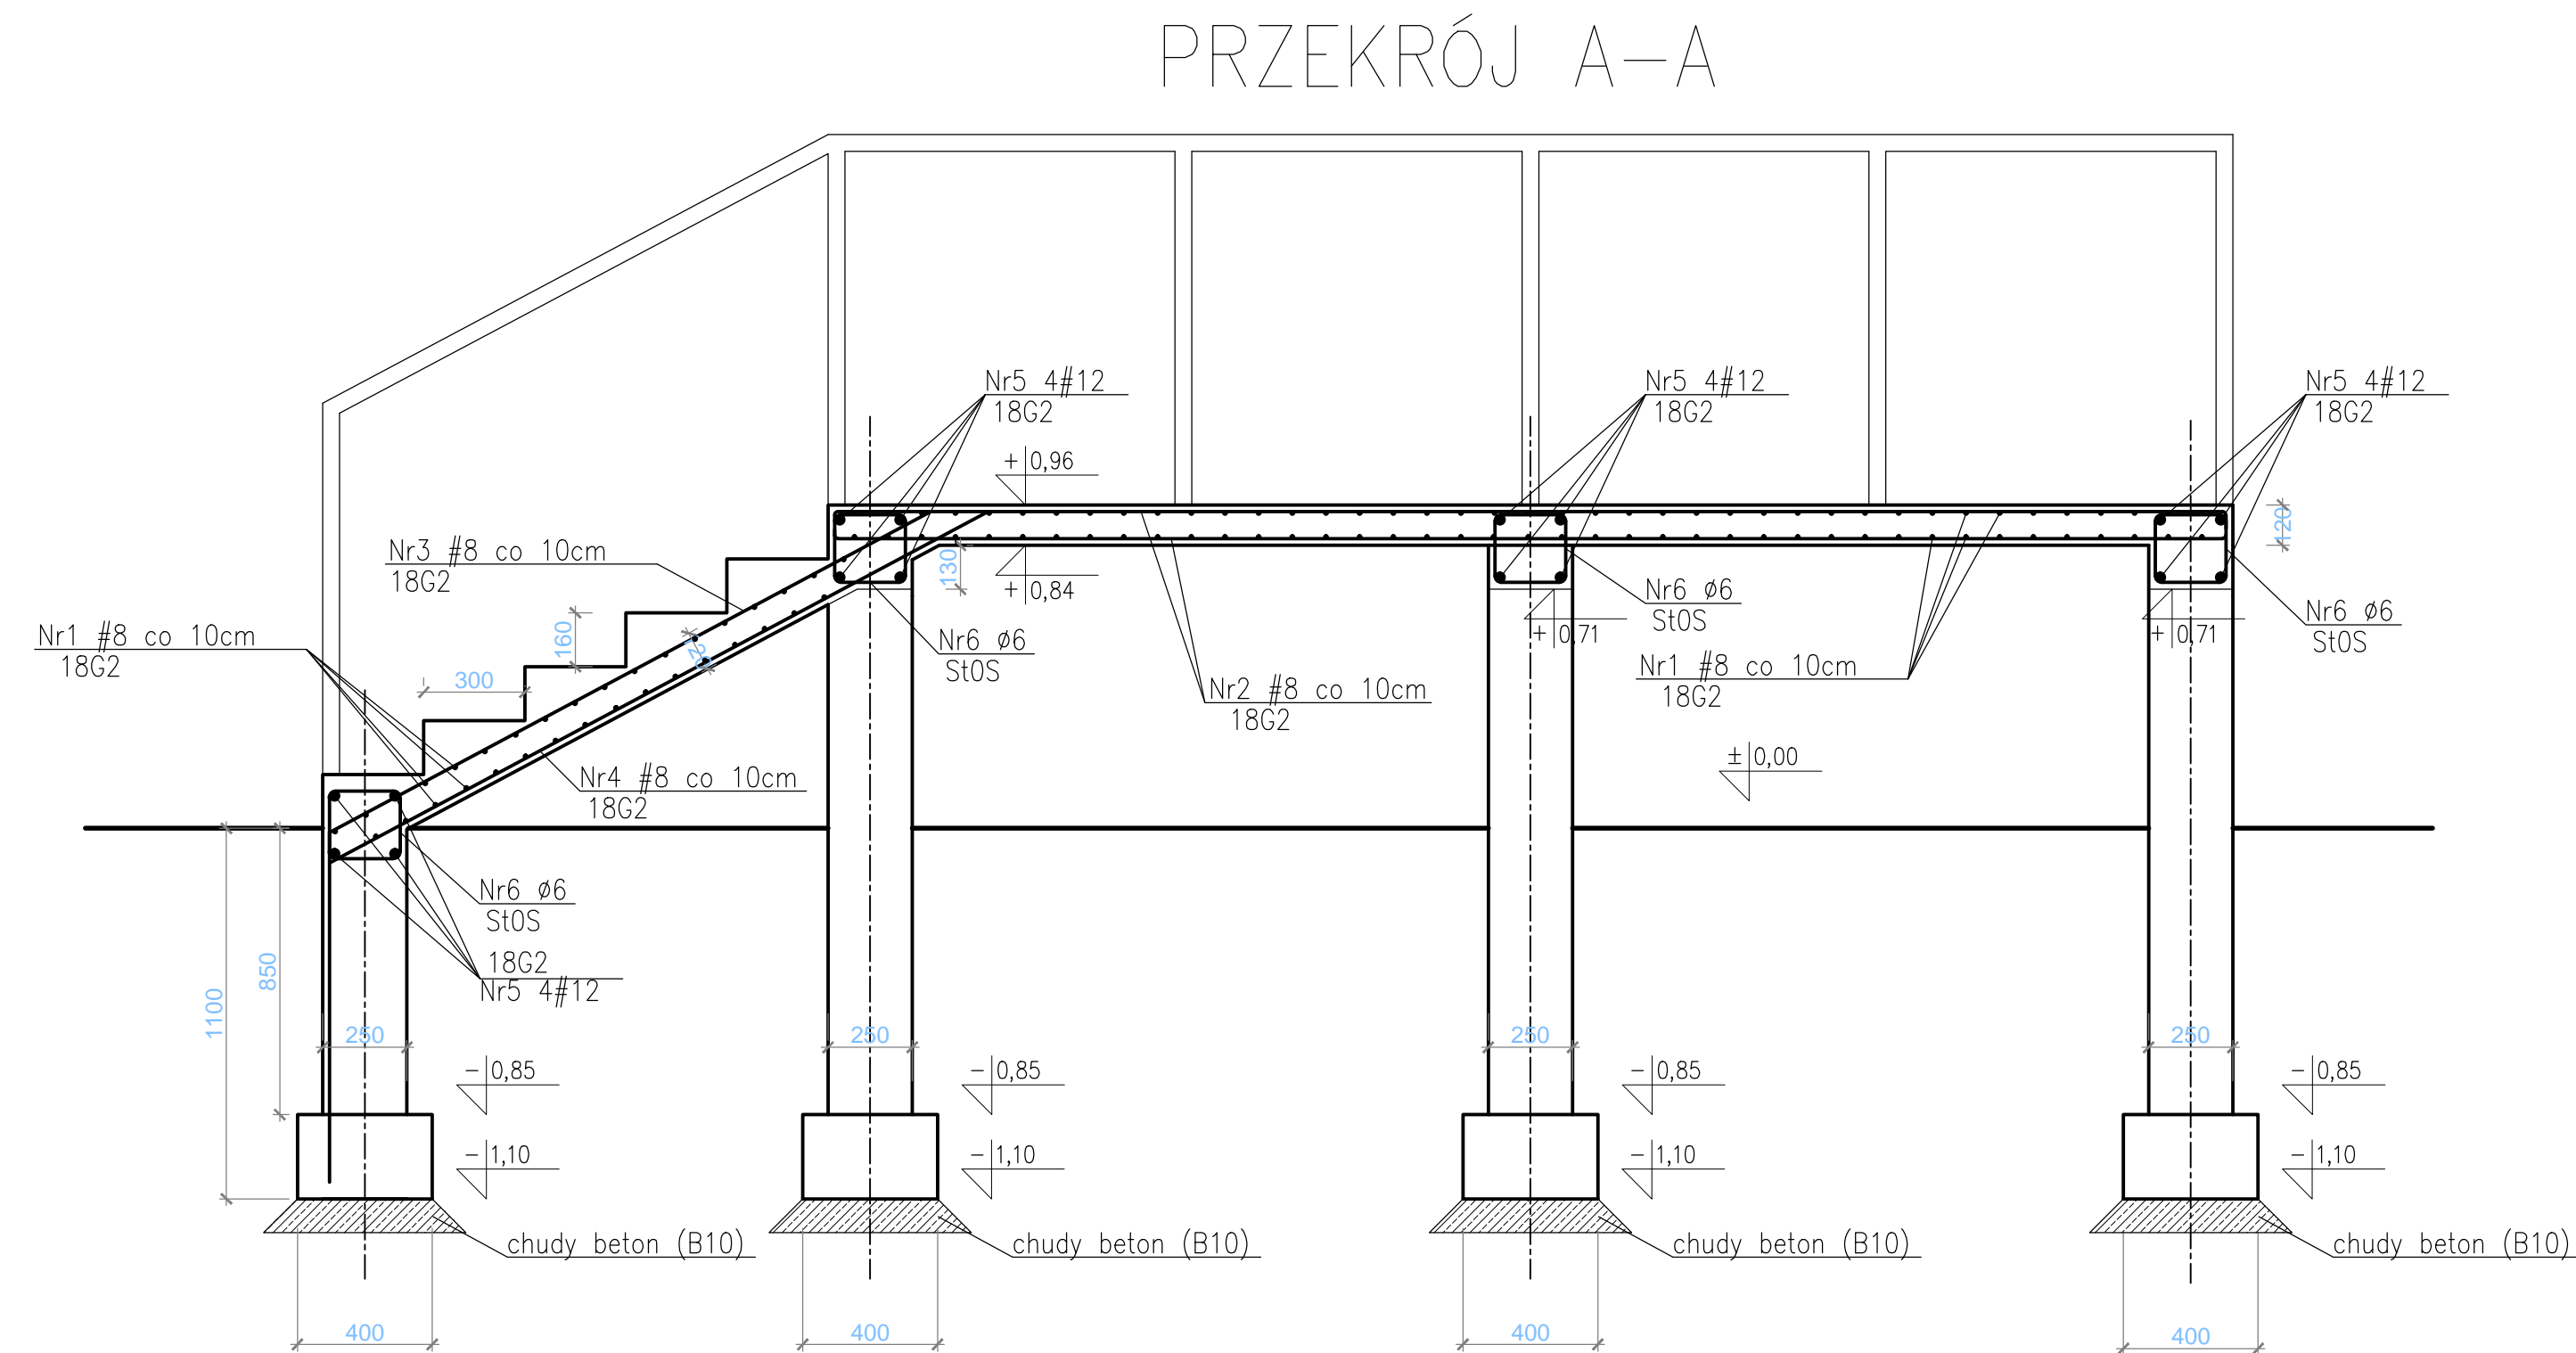 PRZEKRÓJ A-A
Nr5 4#12
18G2
Nr5 4#12
18G2
Nr5 4#12
18G2
+0,96
120
Nr3 #8 co 10cm
18G2
130
+0,84
Nr6 ø6
St0S
+0,71
+0,71
Nr6 ø6
St0S
Nr1 #8 co 10cm
18G2
160
120
Nr6 ø6
St0S
300
Nr2 #8 co 10cm
18G2
Nr1 #8 co 10cm
18G2
±0,00
Nr4 #8 co 10cm
18G2
Nr6 ø6
St0S
18G2
Nr5 4#12
1100
850
250
250
250
250
-0,85
-0,85
-0,85
-0,85
-1,10
-1,10
-1,10
-1,10
chudy beton (B10)
chudy beton (B10)
chudy beton (B10)
chudy beton (B10)
400
400
400
400